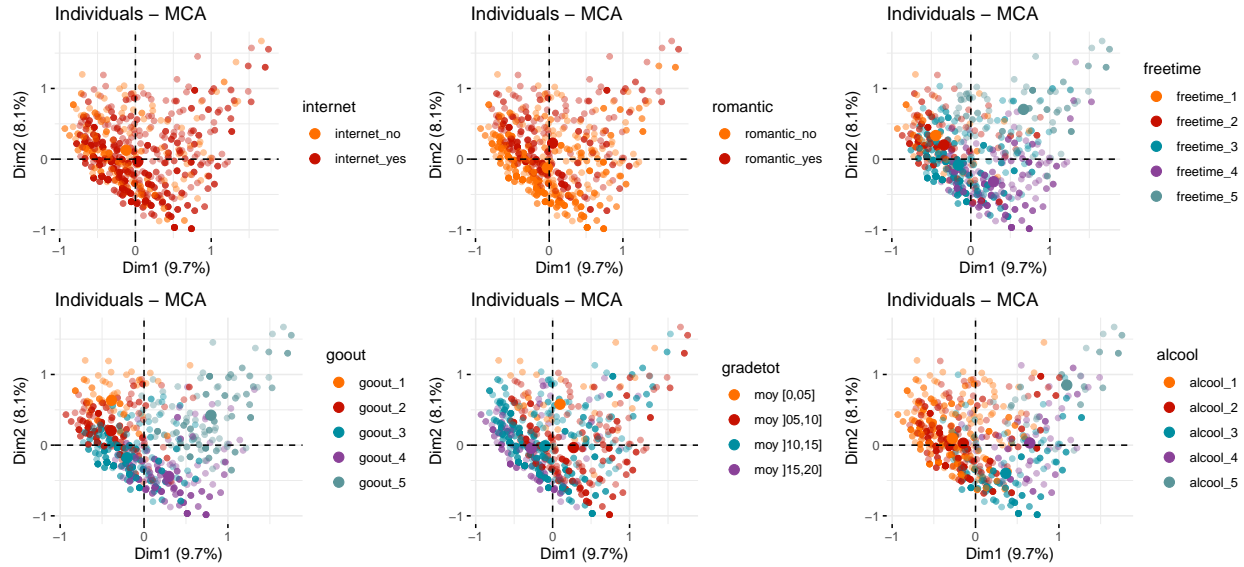 Individuals − MCA
Dim2 (8.1%)
1
0
−1
−1
0
1
Dim1 (9.7%)
internet
internet_no
internet_yes
Individuals − MCA
Dim2 (8.1%)
1
0
−1
−1
0
1
Dim1 (9.7%)
romantic
romantic_no
romantic_yes
Individuals − MCA
Dim2 (8.1%)
1
0
−1
−1
0
1
Dim1 (9.7%)
freetime
freetime_1
freetime_2
freetime_3
freetime_4
freetime_5
Individuals − MCA
Dim2 (8.1%)
1
0
−1
−1
0
1
Dim1 (9.7%)
goout
goout_1
goout_2
goout_3
goout_4
goout_5
Individuals − MCA
Dim2 (8.1%)
1
0
−1
−1
0
1
Dim1 (9.7%)
gradetot
moy [0,05]
moy ]05,10]
moy ]10,15]
moy ]15,20]
Individuals − MCA
Dim2 (8.1%)
1
0
−1
−1
0
1
Dim1 (9.7%)
alcool
alcool_1
alcool_2
alcool_3
alcool_4
alcool_5